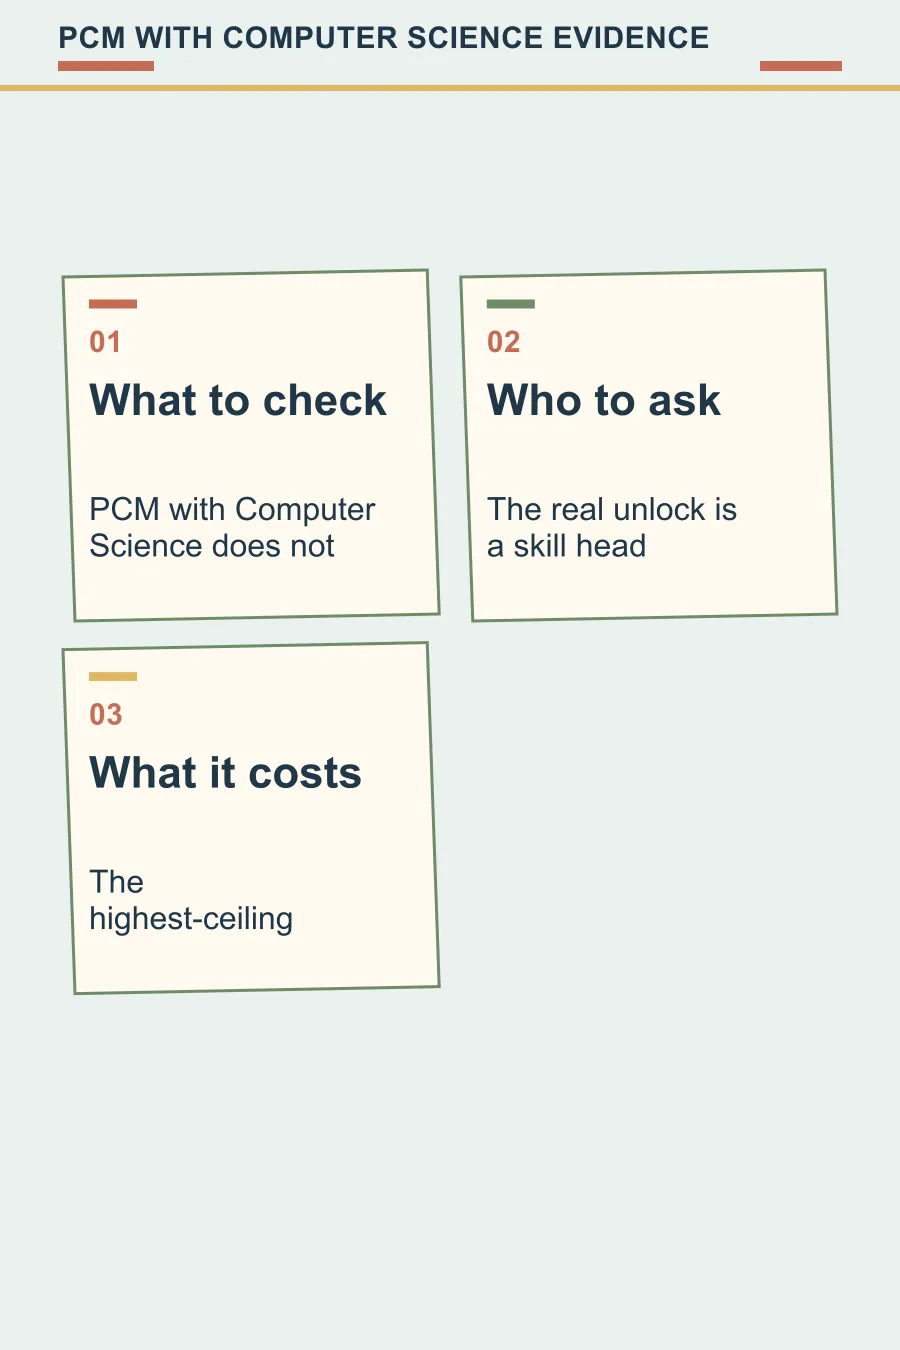 PCM WITH COMPUTER SCIENCE EVIDENCE
01
What to check
PCM with Computer
Science does not
02
Who to ask
The real unlock is
a skill head
03
What it costs
The
highest-ceiling